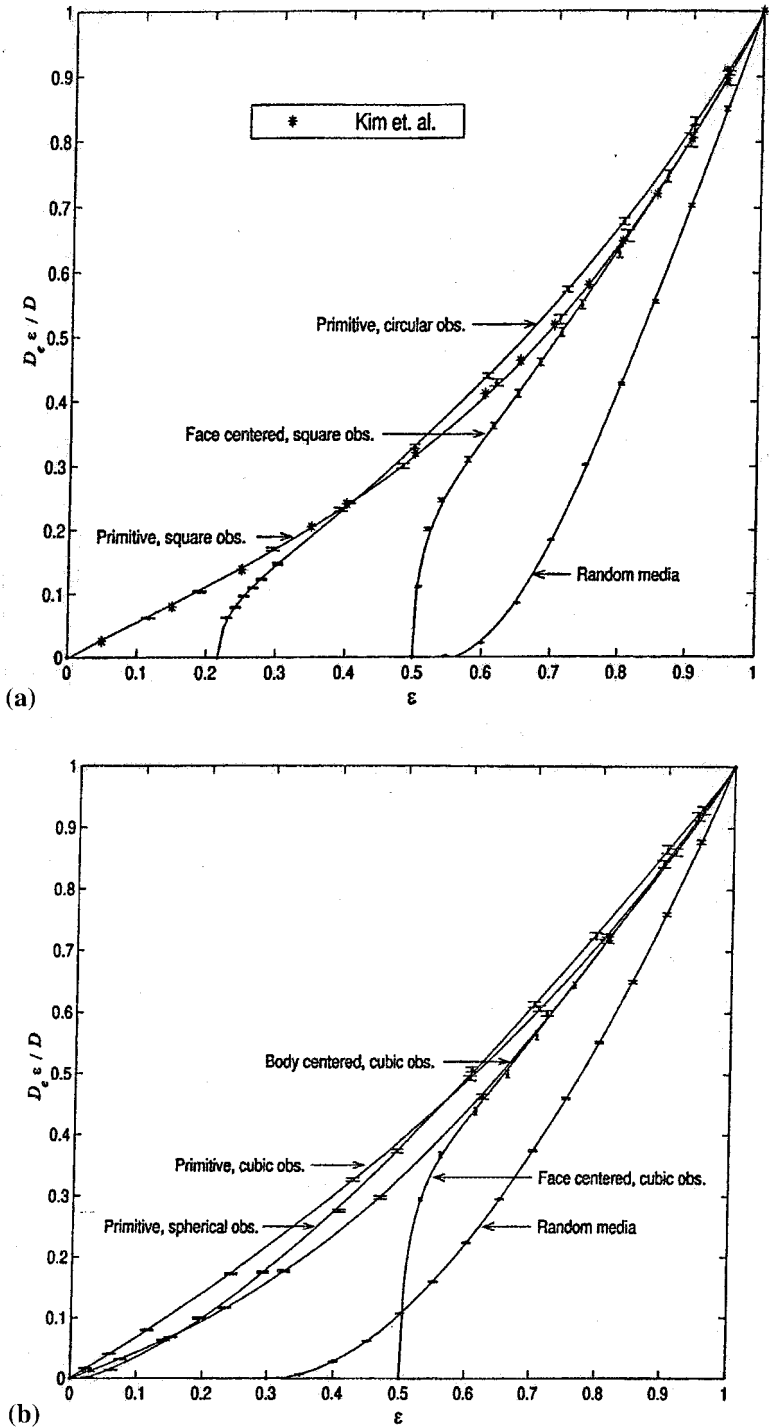 1
0.9
0.8
0.7
0.6
0.5
0.4
0.3
0.2
0.1
0
D_e ε / D
* Kim et. al.
Primitive, circular obs.
Face centered, square obs.
Primitive, square obs.
Random media
0 0.1 0.2 0.3 0.4 0.5 0.6 0.7 0.8 0.9 1
ε
(a)
1
0.9
0.8
0.7
0.6
0.5
0.4
0.3
0.2
0.1
0
D_e ε / D
Body centered, cubic obs.
Primitive, cubic obs.
Face centered, cubic obs.
Primitive, spherical obs.
Random media
0 0.1 0.2 0.3 0.4 0.5 0.6 0.7 0.8 0.9 1
ε
(b)